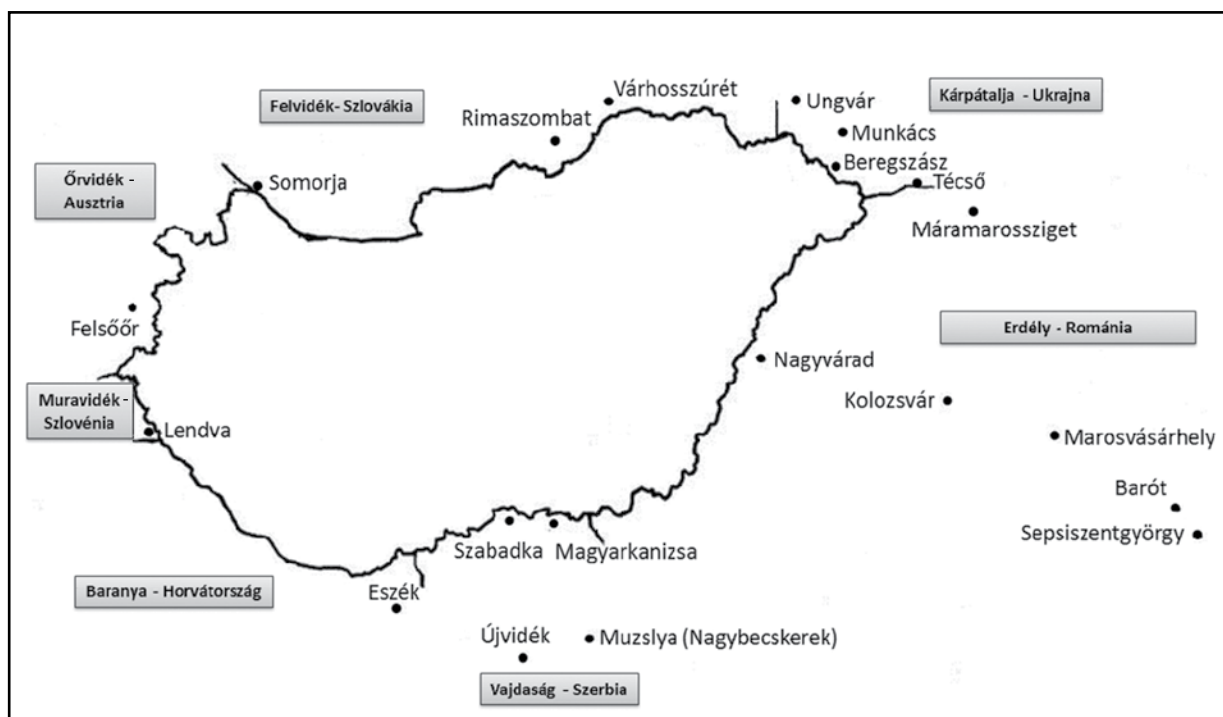 Várhosszúrét
Felvidék- Szlovákia
Ungvár
Kárpátalja - Ukrajna
Rimaszombat
Munkács
Beregszász
Őrvidék -
Ausztria
Somorja
Técső
Máramarossziget
Felsőőr
Erdély - Románia
Nagyvárad
Muravidék-
Szlovénia
Kolozsvár
Lendva
Marosvásárhely
Barót
Sepsiszentgyörgy
Szabadka
Magyarkanizsa
Baranya - Horvátország
Eszék
Újvidék
Muzslya (Nagybecskerek)
Vajdaság - Szerbia